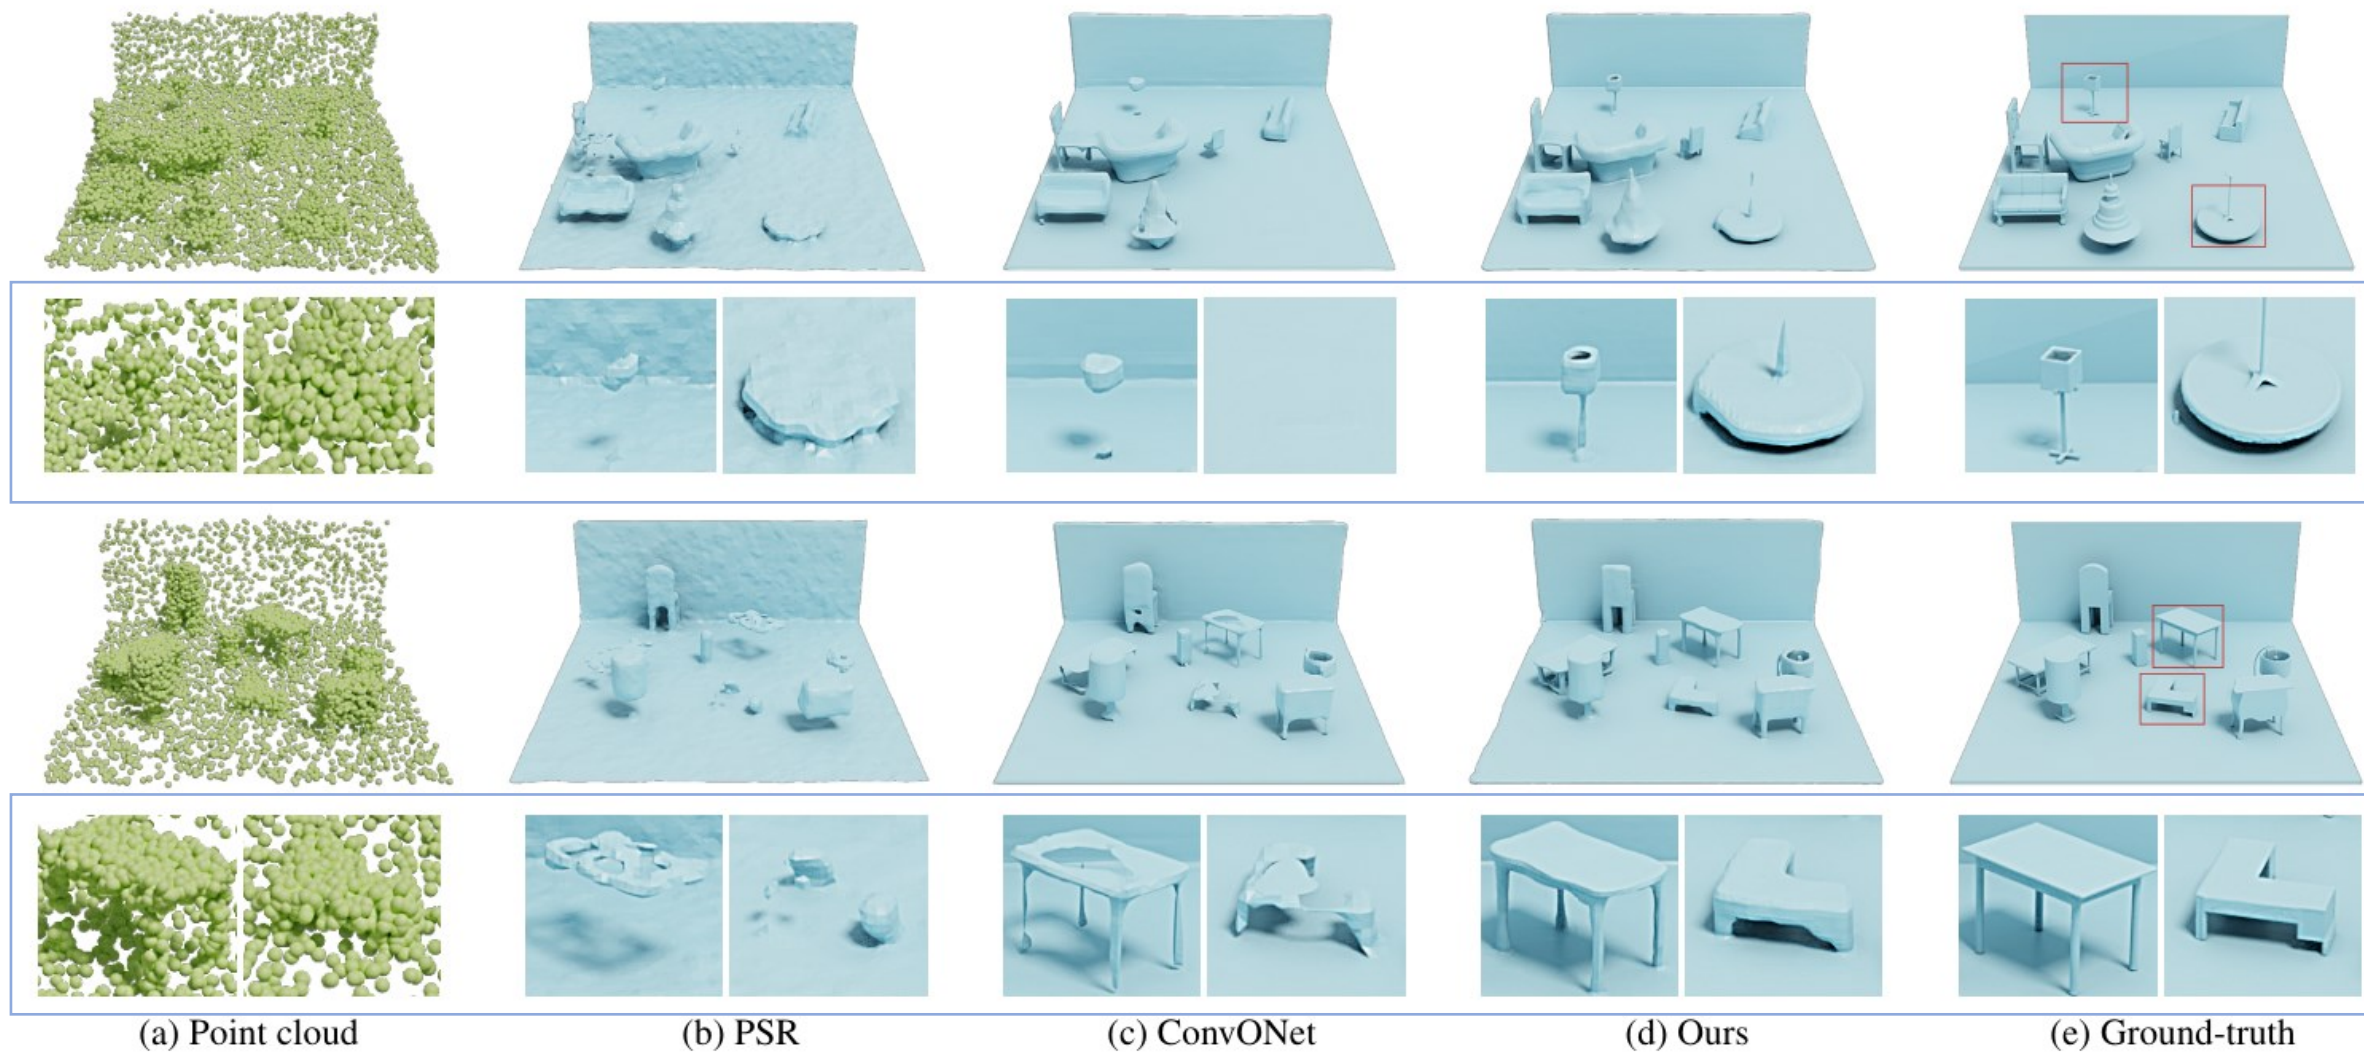 (a) Point cloud
(b) PSR
(c) ConvONet
(d) Ours
(e) Ground-truth